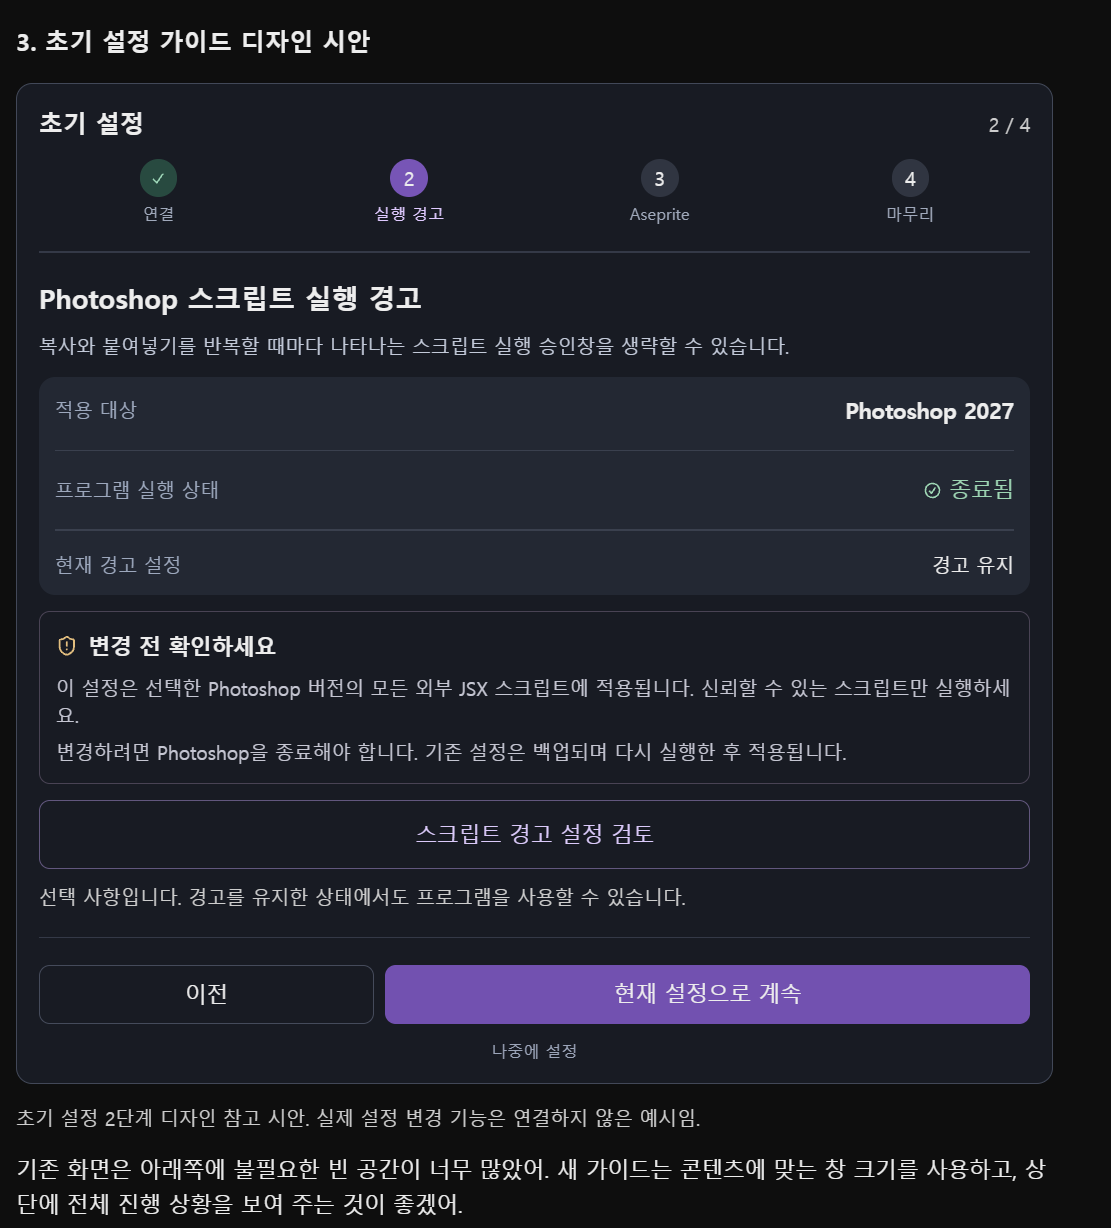 3. 초기 설정 가이드 디자인 시안
초기 설정
2 / 4
2
3
4
연결
실행 경고
Aseprite
마무리
Photoshop 스크립트 실행 경고
복사와 붙여넣기를 반복할 때마다 나타나는 스크립트 실행 승인창을 생략할 수 있습니다.
적용 대상
Photoshop 2027
프로그램 실행 상태
종료됨
현재 경고 설정
경고 유지
변경 전 확인하세요
이 설정은 선택한 Photoshop 버전의 모든 외부 JSX 스크립트에 적용됩니다. 신뢰할 수 있는 스크립트만 실행하세
요.
변경하려면 Photoshop을 종료해야 합니다. 기존 설정은 백업되며 다시 실행한 후 적용됩니다.
스크립트 경고 설정 검토
선택 사항입니다. 경고를 유지한 상태에서도 프로그램을 사용할 수 있습니다.
이전
현재 설정으로 계속
나중에 설정
초기 설정 2단계 디자인 참고 시안. 실제 설정 변경 기능은 연결하지 않은 예시임.
기존 화면은 아래쪽에 불필요한 빈 공간이 너무 많았어. 새 가이드는 콘텐츠에 맞는 창 크기를 사용하고, 상
단에 전체 진행 상황을 보여 주는 것이 좋겠어.